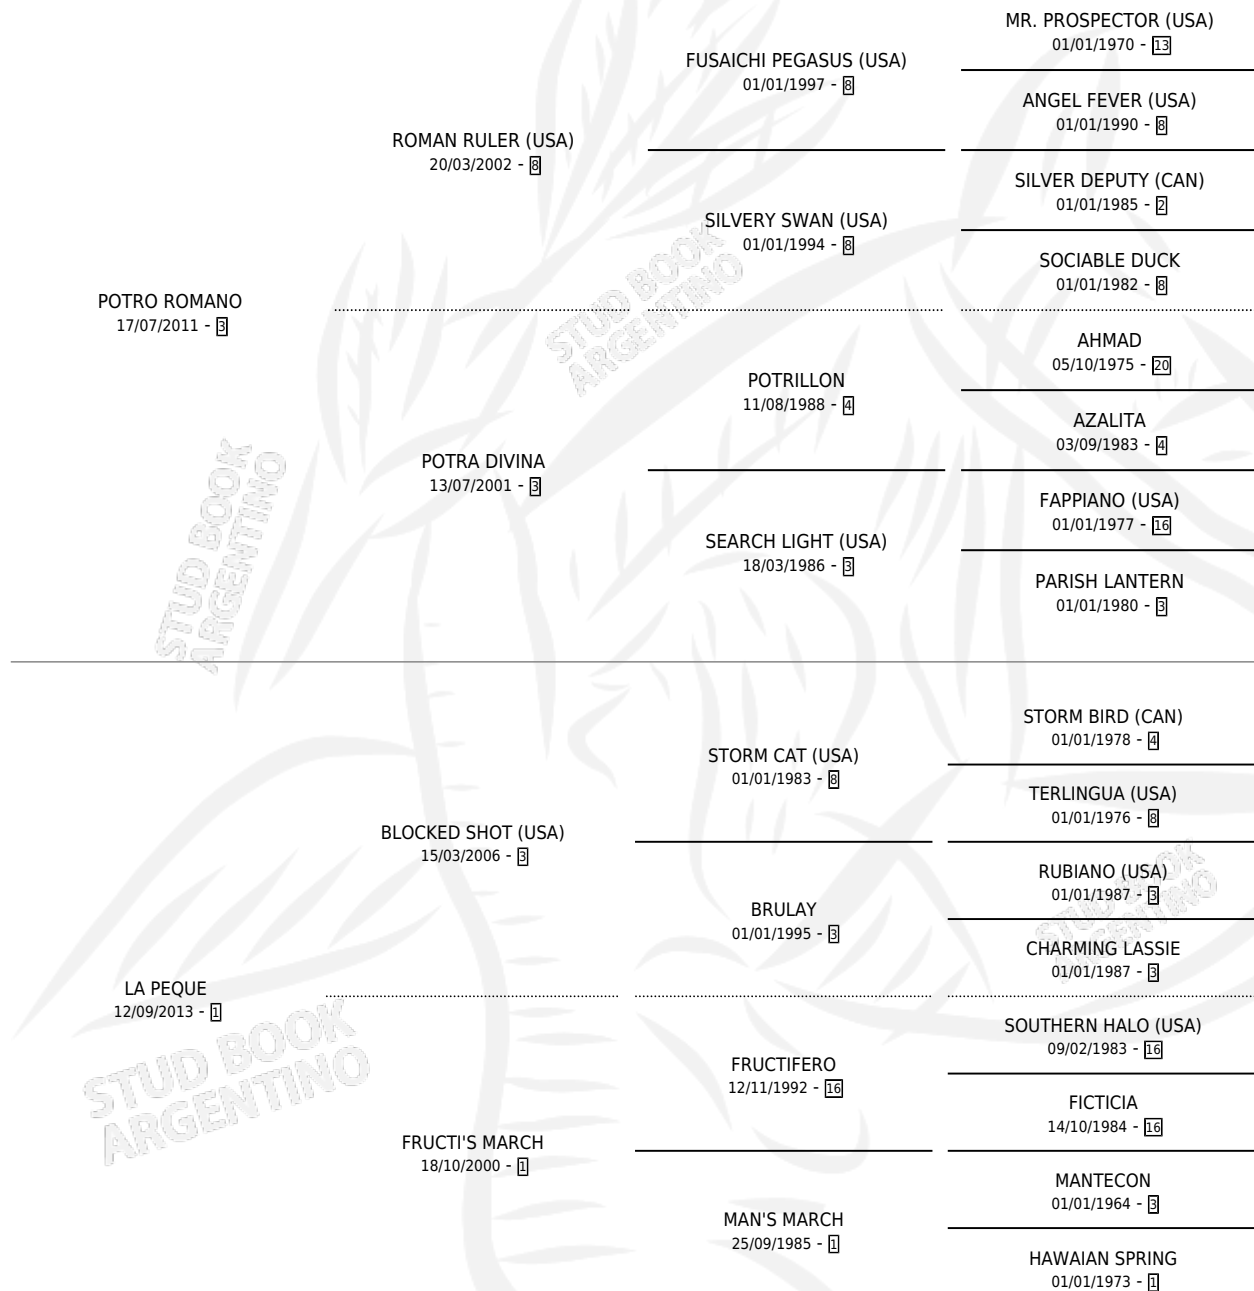 MR. PROSPECTOR (USA)
01/01/1970 - 13
FUSAICHI PEGASUS (USA)
01/01/1997 - 8
ANGEL FEVER (USA)
01/01/1990 - 8
ROMAN RULER (USA)
20/03/2002 - 8
SILVER DEPUTY (CAN)
01/01/1985 - 2
SILVERY SWAN (USA)
01/01/1994 - 8
SOCIABLE DUCK
01/01/1982 - 8
POTRO ROMANO
17/07/2011 - 3
AHMAD
05/10/1975 - 20
POTRILLON
11/08/1988 - 4
AZALITA
03/09/1983 - 4
POTRA DIVINA
13/07/2001 - 3
FAPPIANO (USA)
01/01/1977 - 16
SEARCH LIGHT (USA)
18/03/1986 - 3
PARISH LANTERN
01/01/1980 - 3
STORM BIRD (CAN)
01/01/1978 - 4
STORM CAT (USA)
01/01/1983 - 8
TERLINGUA (USA)
01/01/1976 - 8
BLOCKED SHOT (USA)
15/03/2006 - 3
RUBIANO (USA)
01/01/1987 - 3
BRULAY
01/01/1995 - 3
CHARMING LASSIE
01/01/1987 - 3
LA PEQUE
12/09/2013 - 1
SOUTHERN HALO (USA)
09/02/1983 - 16
FRUCTIFERO
12/11/1992 - 16
FICTICIA
14/10/1984 - 16
FRUCTI'S MARCH
18/10/2000 - 1
MANTECON
01/01/1964 - 3
MAN'S MARCH
25/09/1985 - 1
HAWAIAN SPRING
01/01/1973 - 1
STUD BOOK
ARGENTINO
STUD BOOK
ARGENTINO
STUD BOOK
ARGENTINO
STUD BOOK
ARGENTINO